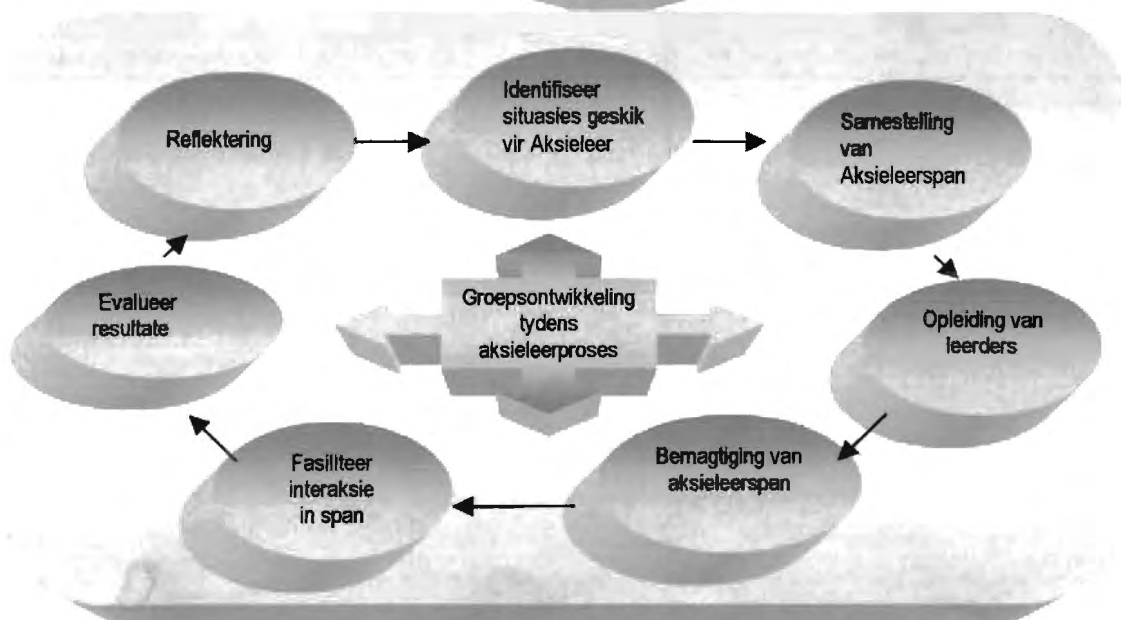 Reflektering
Identifiseer
situasies geskik
vir Aksieleer
Samestelling
van
Aksieleerspan
Opleiding van
leerders
Bemagtiging van
aksieleerspan
Fasiliteer
interaksie
in span
Evalueer
resultate
Groepsontwikkeling
tydens
aksieleerproses